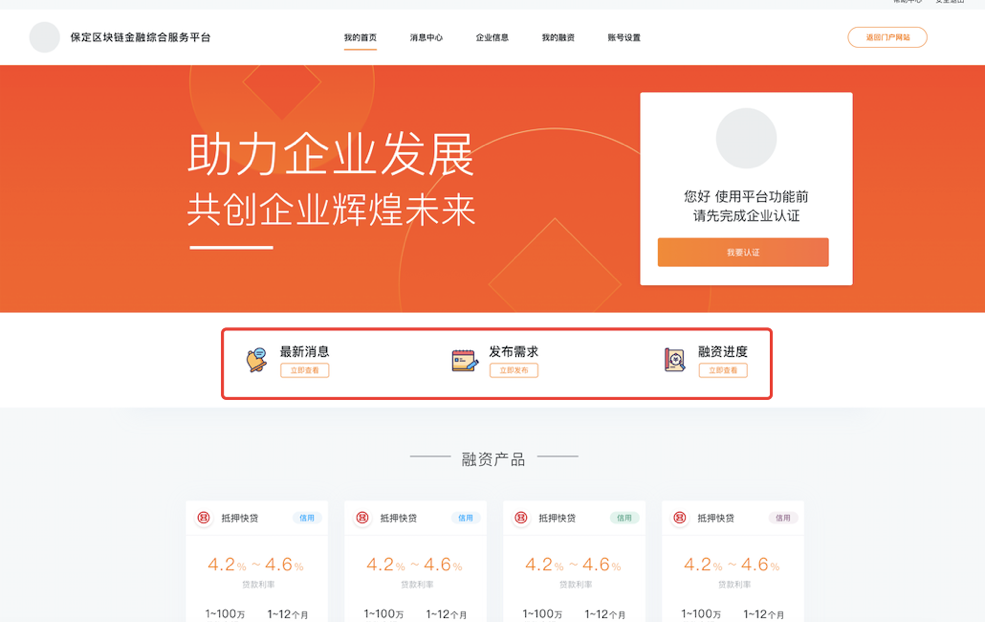 帮助中心 安全退出
保定区块链金融综合服务平台 我的首页 消息中心 企业信息 我的融资 账号设置 返回门户网站
助力企业发展
共创企业辉煌未来
您好 使用平台功能前
请先完成企业认证
我要认证
最新消息 发布需求 融资进度
立即查看 立即发布 立即查看
融资产品
抵押快贷 信用 抵押快贷 信用 抵押快贷 信用 抵押快贷 信用
4.2% ~ 4.6% 4.2% ~ 4.6% 4.2% ~ 4.6% 4.2% ~ 4.6%
贷款利率 贷款利率 贷款利率 贷款利率
1~100万 1~12个月 1~100万 1~12个月 1~100万 1~12个月 1~100万 1~12个月